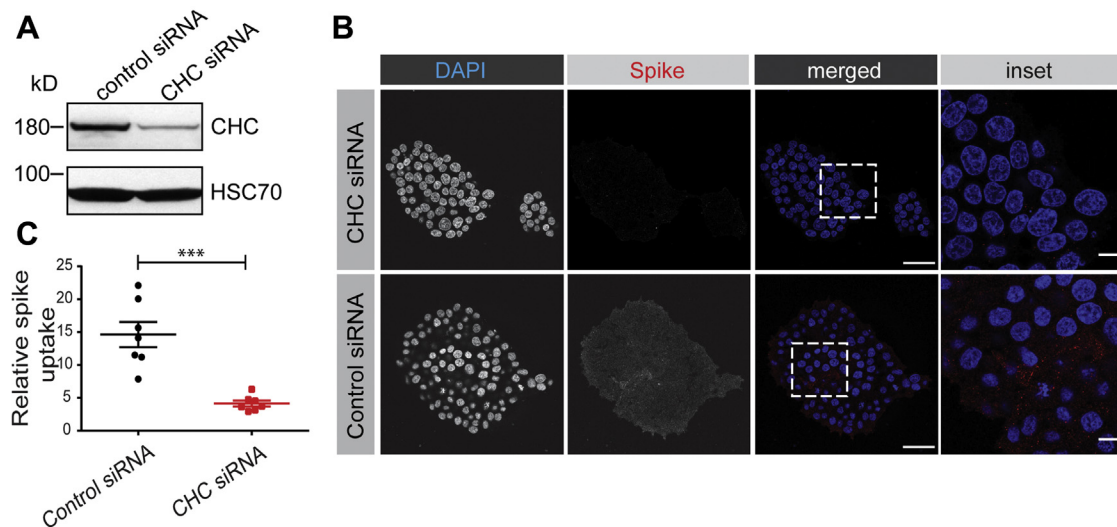 A
control siRNA
CHC siRNA
kD
180
CHC
100
HSC70
B
DAPI
Spike
merged
inset
CHC siRNA
Control siRNA
C
***
Relative spike
uptake
25
20
15
10
5
0
Control siRNA
CHC siRNA